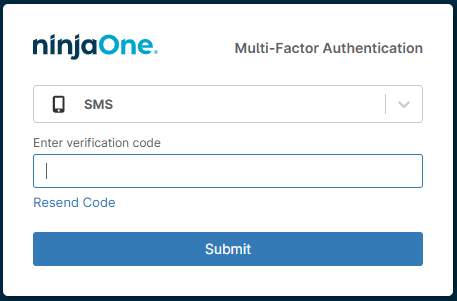 ninjaOne.
Multi-Factor Authentication
SMS
Enter verification code
Resend Code
Submit